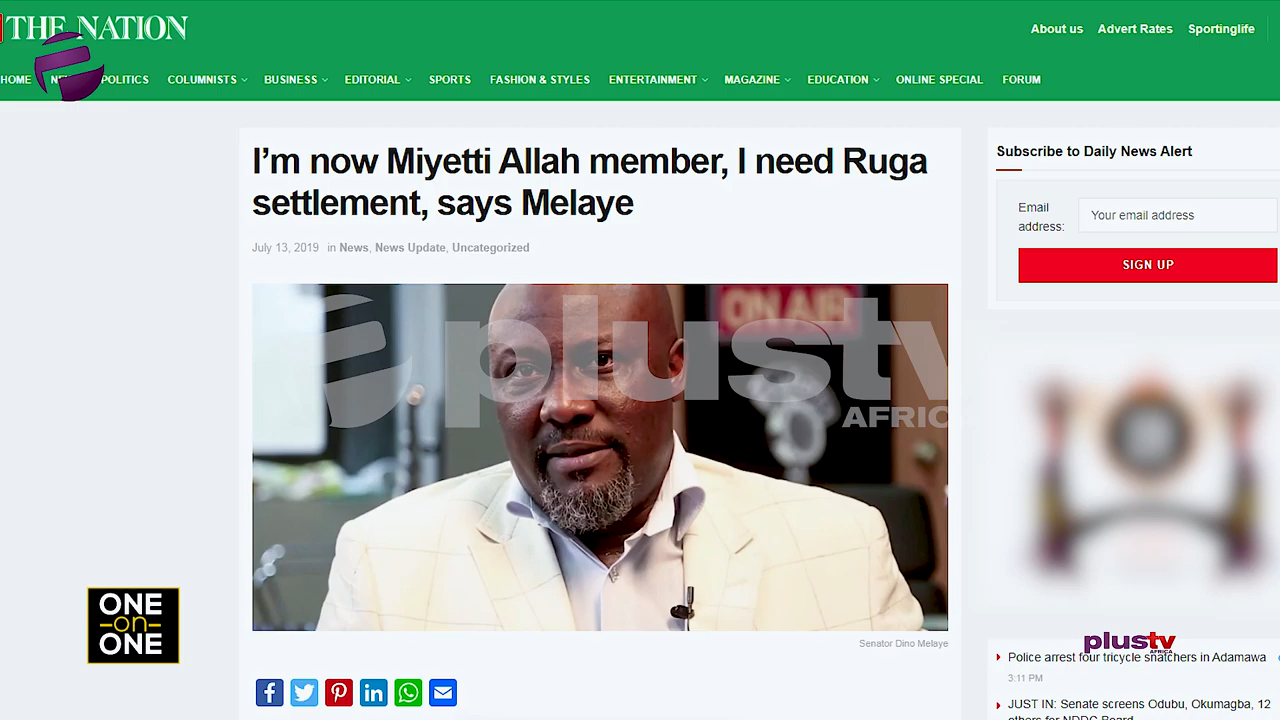 THE NATION
About us Advert Rates Sportinglife
HOME POLITICS COLUMNISTS BUSINESS EDITORIAL SPORTS FASHION & STYLES ENTERTAINMENT MAGAZINE EDUCATION ONLINE SPECIAL FORUM
I'm now Miyetti Allah member, I need Ruga
settlement, says Melaye
July 13, 2019 in News, News Update, Uncategorized
ON AIR
plustv
AFRIC
Senator Dino Melaye
Subscribe to Daily News Alert
Email
address:
Your email address
SIGN UP
ONE
on
ONE
plustv
AFRICA
Police arrest four tricycle snatchers in Adamawa
3:11 PM
JUST IN: Senate screens Odubu, Okumagba, 12
others for NDDC Board